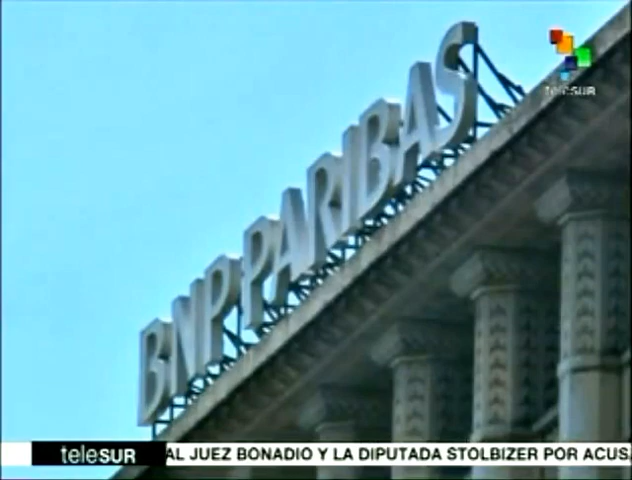 BNP PARIBAS
teleSUR
teleSUR AL JUEZ BONADIO Y LA DIPUTADA STOLBIZER POR ACUSA